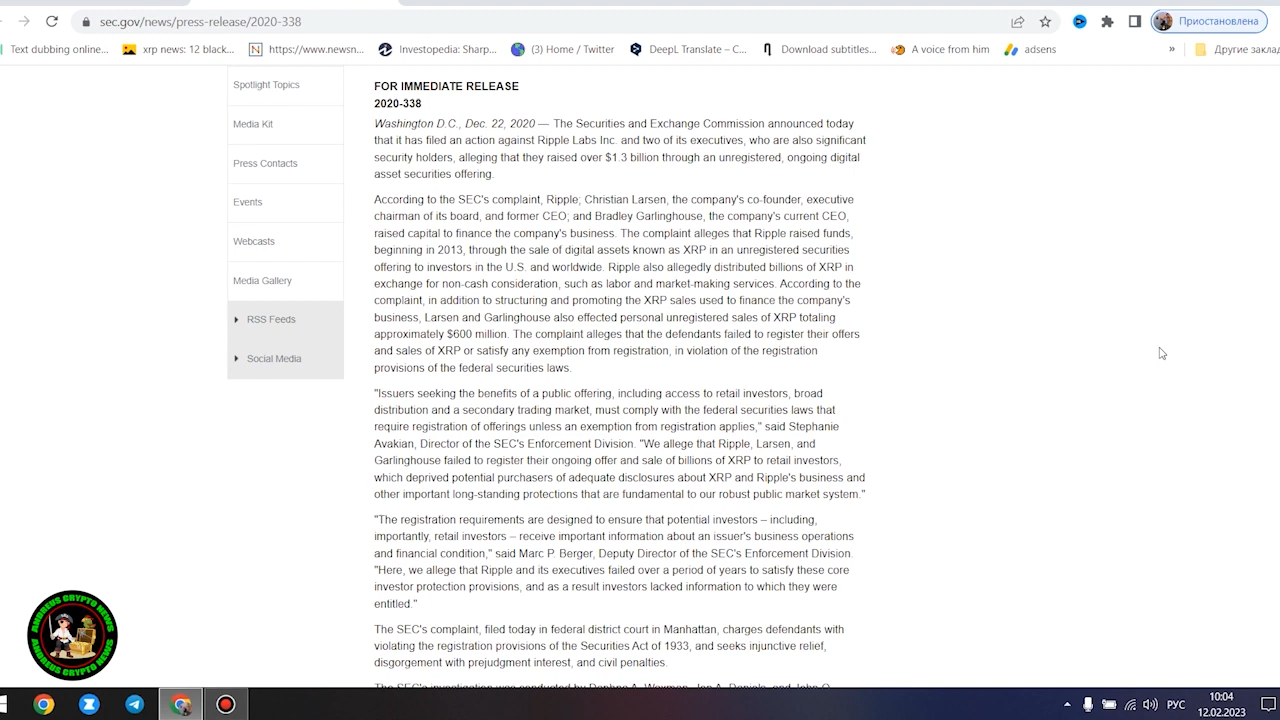 sec.gov/news/press-release/2020-338
Приостановлена
Text dubbing online...
xrp news: 12 black...
N
https://www.newsn...
Investopedia: Sharp...
(3) Home / Twitter
DeepL Translate – C...
Download subtitles...
A voice from him
adsens
»
Другие заклад
Spotlight Topics
Media Kit
Press Contacts
Events
Webcasts
Media Gallery
RSS Feeds
Social Media
FOR IMMEDIATE RELEASE
2020-338
Washington D.C., Dec. 22, 2020 — The Securities and Exchange Commission announced today
that it has filed an action against Ripple Labs Inc. and two of its executives, who are also significant
security holders, alleging that they raised over $1.3 billion through an unregistered, ongoing digital
asset securities offering.
According to the SEC's complaint, Ripple; Christian Larsen, the company's co-founder, executive
chairman of its board, and former CEO; and Bradley Garlinghouse, the company's current CEO,
raised capital to finance the company's business. The complaint alleges that Ripple raised funds,
beginning in 2013, through the sale of digital assets known as XRP in an unregistered securities
offering to investors in the U.S. and worldwide. Ripple also allegedly distributed billions of XRP in
exchange for non-cash consideration, such as labor and market-making services. According to the
complaint, in addition to structuring and promoting the XRP sales used to finance the company's
business, Larsen and Garlinghouse also effected personal unregistered sales of XRP totaling
approximately $600 million. The complaint alleges that the defendants failed to register their offers
and sales of XRP or satisfy any exemption from registration, in violation of the registration
provisions of the federal securities laws.
"Issuers seeking the benefits of a public offering, including access to retail investors, broad
distribution and a secondary trading market, must comply with the federal securities laws that
require registration of offerings unless an exemption from registration applies," said Stephanie
Avakian, Director of the SEC's Enforcement Division. "We allege that Ripple, Larsen, and
Garlinghouse failed to register their ongoing offer and sale of billions of XRP to retail investors,
which deprived potential purchasers of adequate disclosures about XRP and Ripple's business and
other important long-standing protections that are fundamental to our robust public market system."
"The registration requirements are designed to ensure that potential investors – including,
importantly, retail investors – receive important information about an issuer's business operations
and financial condition," said Marc P. Berger, Deputy Director of the SEC's Enforcement Division.
"Here, we allege that Ripple and its executives failed over a period of years to satisfy these core
investor protection provisions, and as a result investors lacked information to which they were
entitled."
The SEC's complaint, filed today in federal district court in Manhattan, charges defendants with
violating the registration provisions of the Securities Act of 1933, and seeks injunctive relief,
disgorgement with prejudgment interest, and civil penalties.
The SEC's investigation was conducted by Daphna A. Waxman, Jon A. Daniels, and John O.
ANDREUS CRYPTO NEWS
ANDREUS CRYPTO NEWS
РУС
10:04
12.02.2023